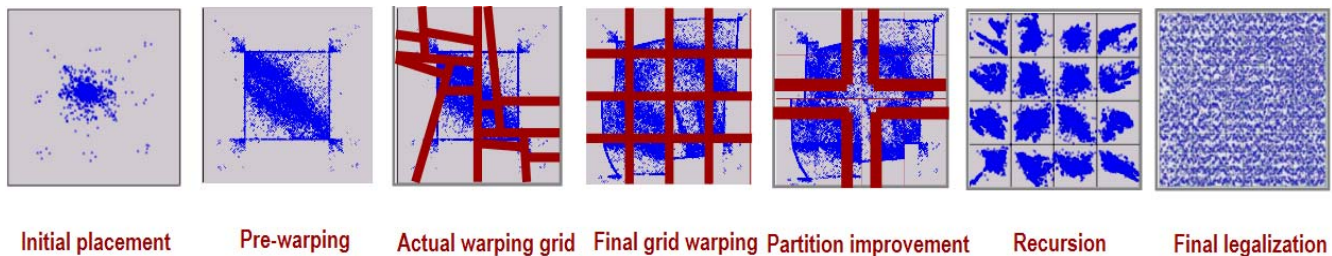 Initial placement
Pre-warping
Actual warping grid
Final grid warping
Partition improvement
Recursion
Final legalization